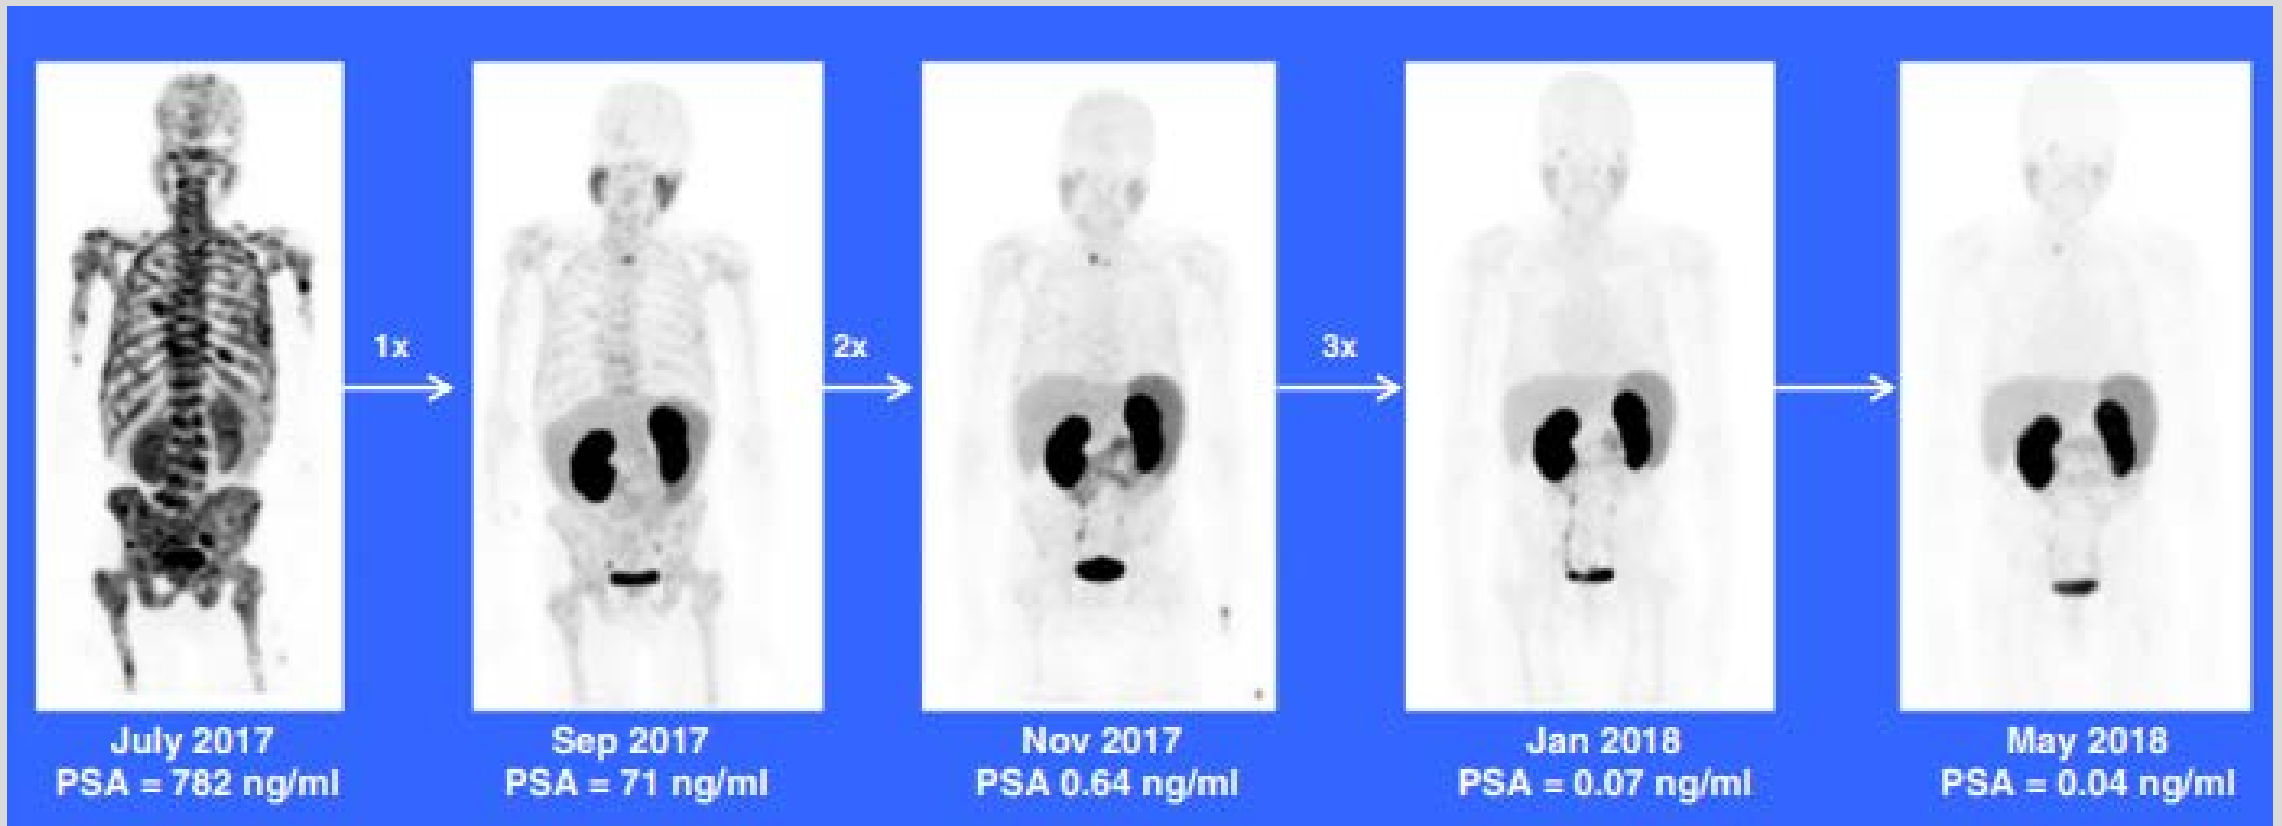 1x
2x
3x
July 2017
PSA = 782 ng/ml
Sep 2017
PSA = 71 ng/ml
Nov 2017
PSA 0.64 ng/ml
Jan 2018
PSA = 0.07 ng/ml
May 2018
PSA = 0.04 ng/ml